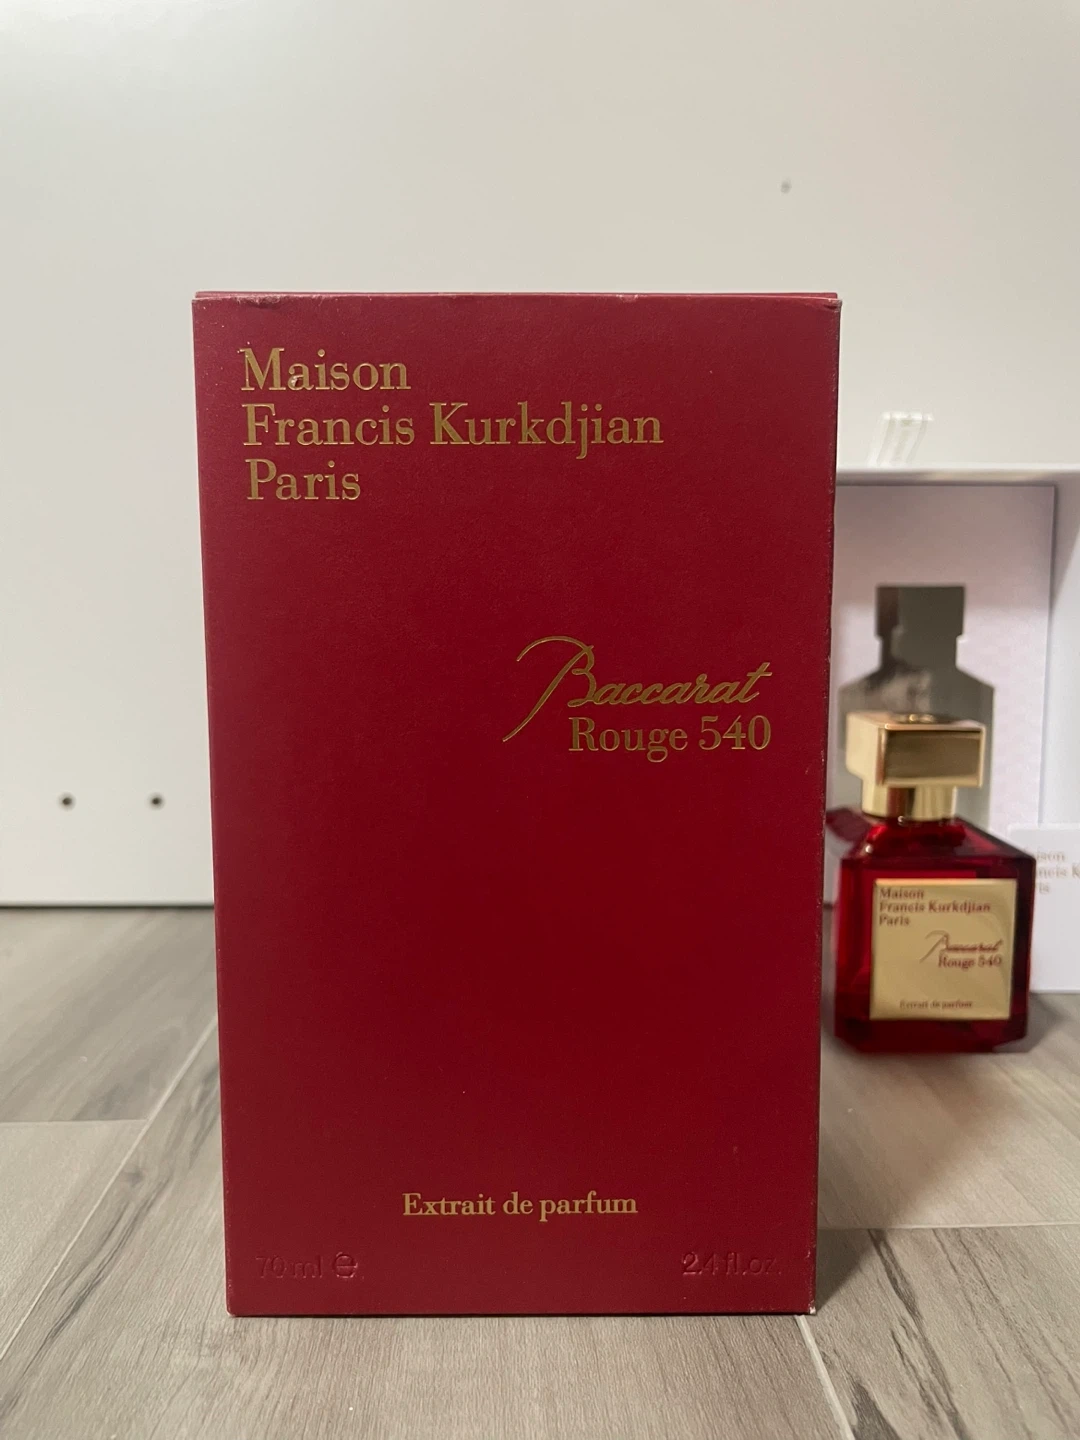 Maison
Francis Kurkdjian
Paris
Baccarat
Rouge 540
Extrait de parfum
70 ml ℮
2.4 fl.oz.
Maison
Francis Kurkdjian
Paris
Baccarat
Rouge 540
Extrait de parfum